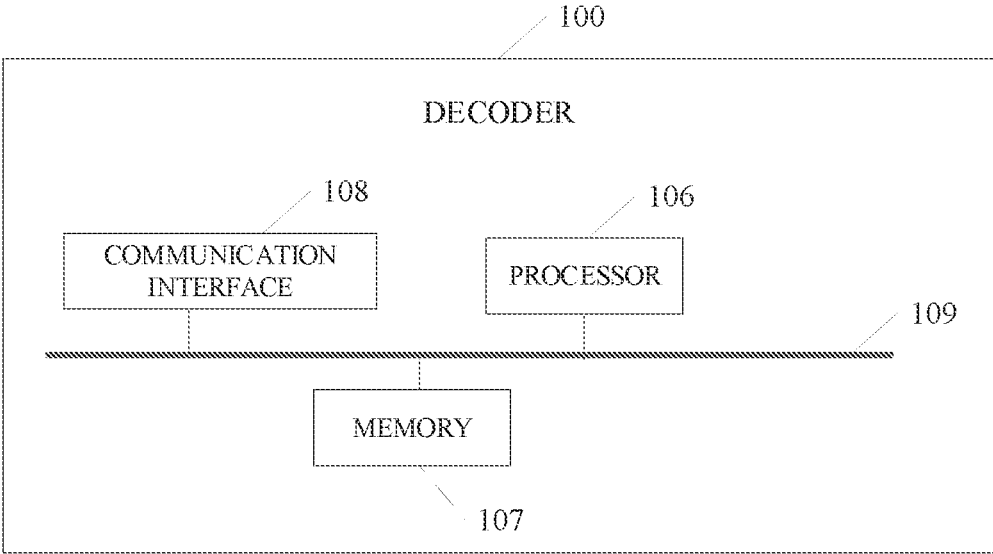 100
DECODER
108
106
COMMUNICATION
INTERFACE
PROCESSOR
109
MEMORY
107